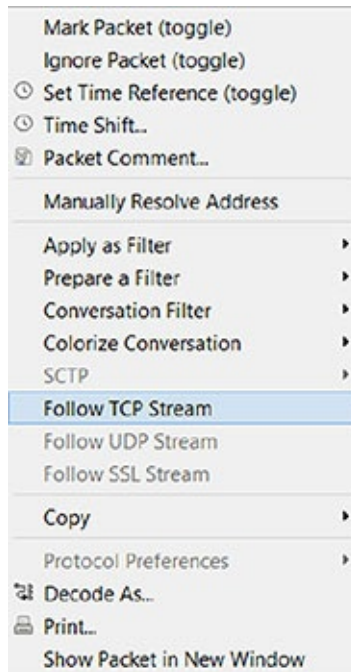 Mark Packet (toggle)
Ignore Packet (toggle)
Set Time Reference (toggle)
Time Shift...
Packet Comment...
Manually Resolve Address
Apply as Filter
Prepare a Filter
Conversation Filter
Colorize Conversation
SCTP
Follow TCP Stream
Follow UDP Stream
Follow SSL Stream
Copy
Protocol Preferences
Decode As...
Print...
Show Packet in New Window